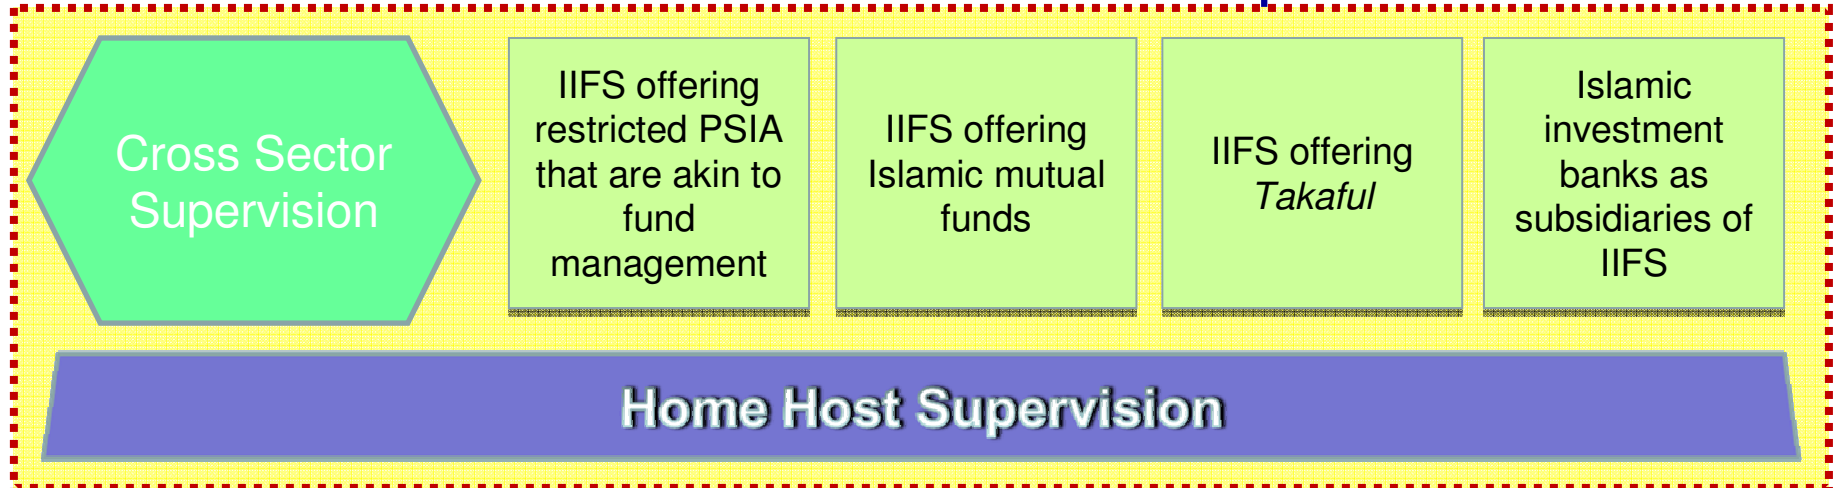 Cross Sector
Supervision
IIFS offering
restricted PSIA
that are akin to
fund
management
IIFS offering
Islamic mutual
funds
IIFS offering
Takaful
Islamic
investment
banks as
subsidiaries of
IIFS
Home Host Supervision